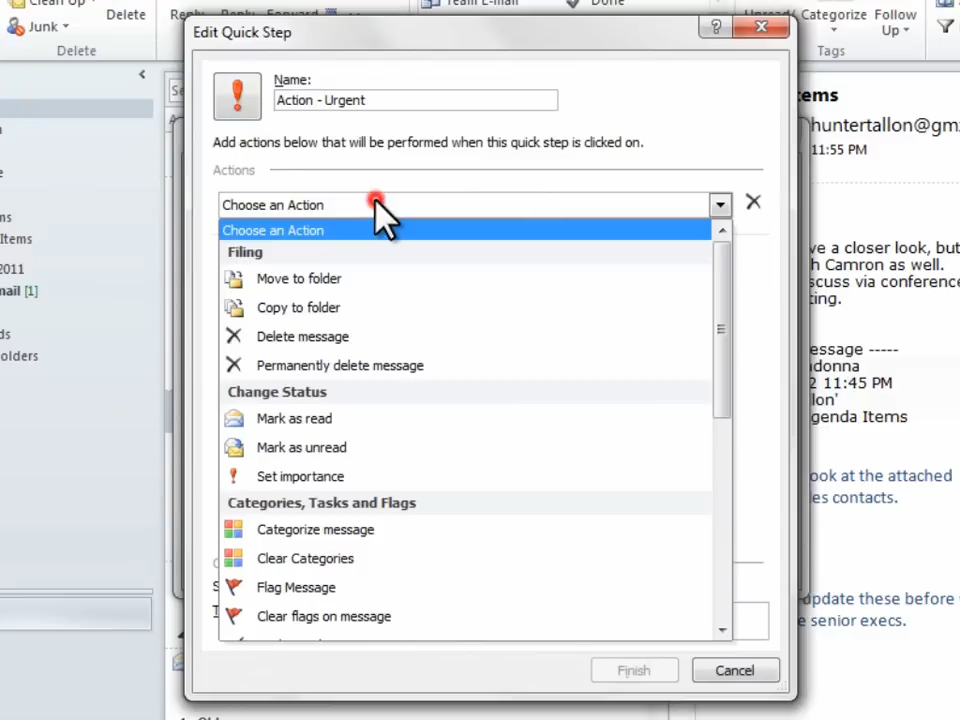 Clean Up
Delete
Reply Reply Forward
Team E-mail
Done
Unread/ Categorize Follow
Junk
Up
Delete
Tags
Edit Quick Step
?
Name:
Action - Urgent
Add actions below that will be performed when this quick step is clicked on.
Actions
Choose an Action
Choose an Action
Filing
Move to folder
Copy to folder
Delete message
Permanently delete message
Change Status
Mark as read
Mark as unread
Set importance
Categories, Tasks and Flags
Categorize message
Clear Categories
Flag Message
Clear flags on message
Finish
Cancel
Items
2011
mail [1]
ems
huntertallon@gm
11:55 PM
ve a closer look, but
h Camron as well.
scuss via conference
ting.
essage -----
donna
2 11:45 PM
llon'
genda Items
ook at the attached
les contacts.
update these before
e senior execs.